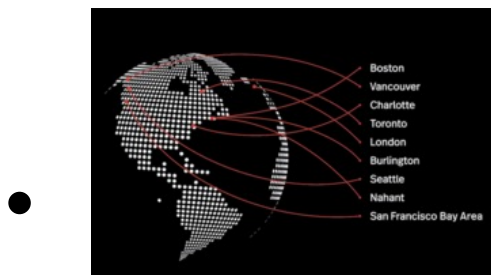 Boston
Vancouver
Charlotte
Toronto
London
Burlington
Seattle
Nahant
San Francisco Bay Area